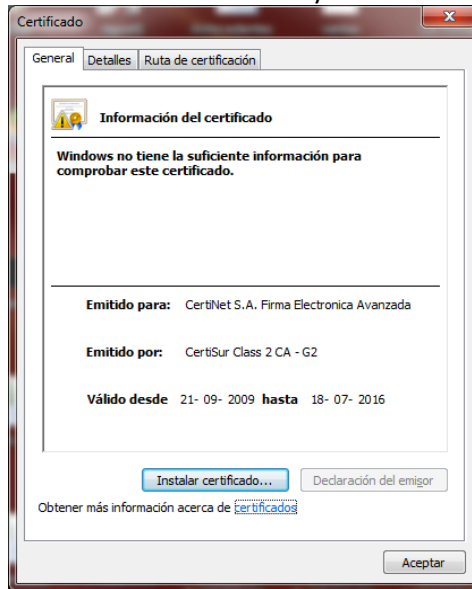 Certificado
General Detalles Ruta de certificación
Información del certificado
Windows no tiene la suficiente información para
comprobar este certificado.
Emitido para: CertiNet S.A. Firma Electronica Avanzada
Emitido por: CertiSur Class 2 CA - G2
Válido desde 21- 09- 2009 hasta 18- 07- 2016
Instalar certificado... Declaración del emisor
Obtener más información acerca de certificados
Aceptar